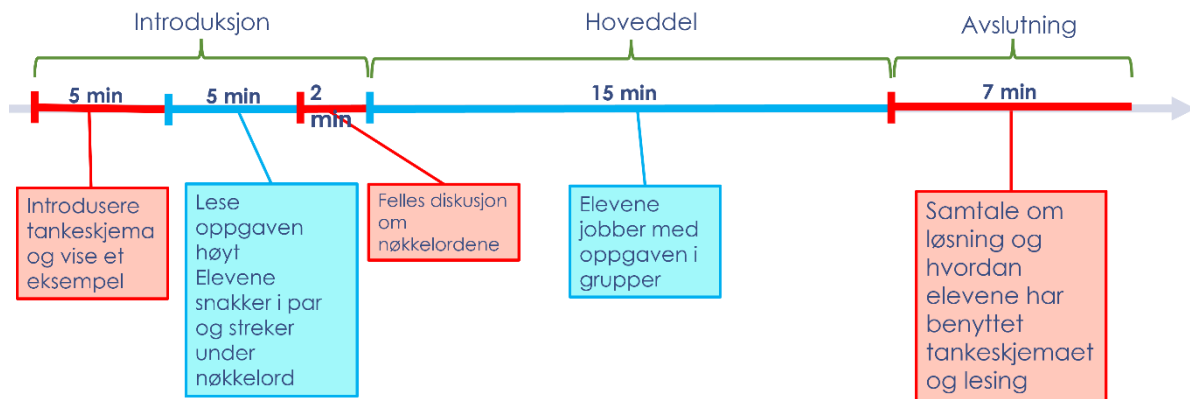 Introduksjon
Hoveddel
Avslutning
5 min
5 min
2
min
15 min
7 min
Introdusere
tankeskjema
og vise et
eksempel
Lese
oppgaven
høyt
Elevene
snakker i par
og streker
under
nøkkelord
Felles diskusjon
om
nøkkelordene
Elevene
jobber med
oppgaven i
grupper
Samtale om
løsning og
hvordan
elevene har
benyttet
tankeskjemaet
og lesing